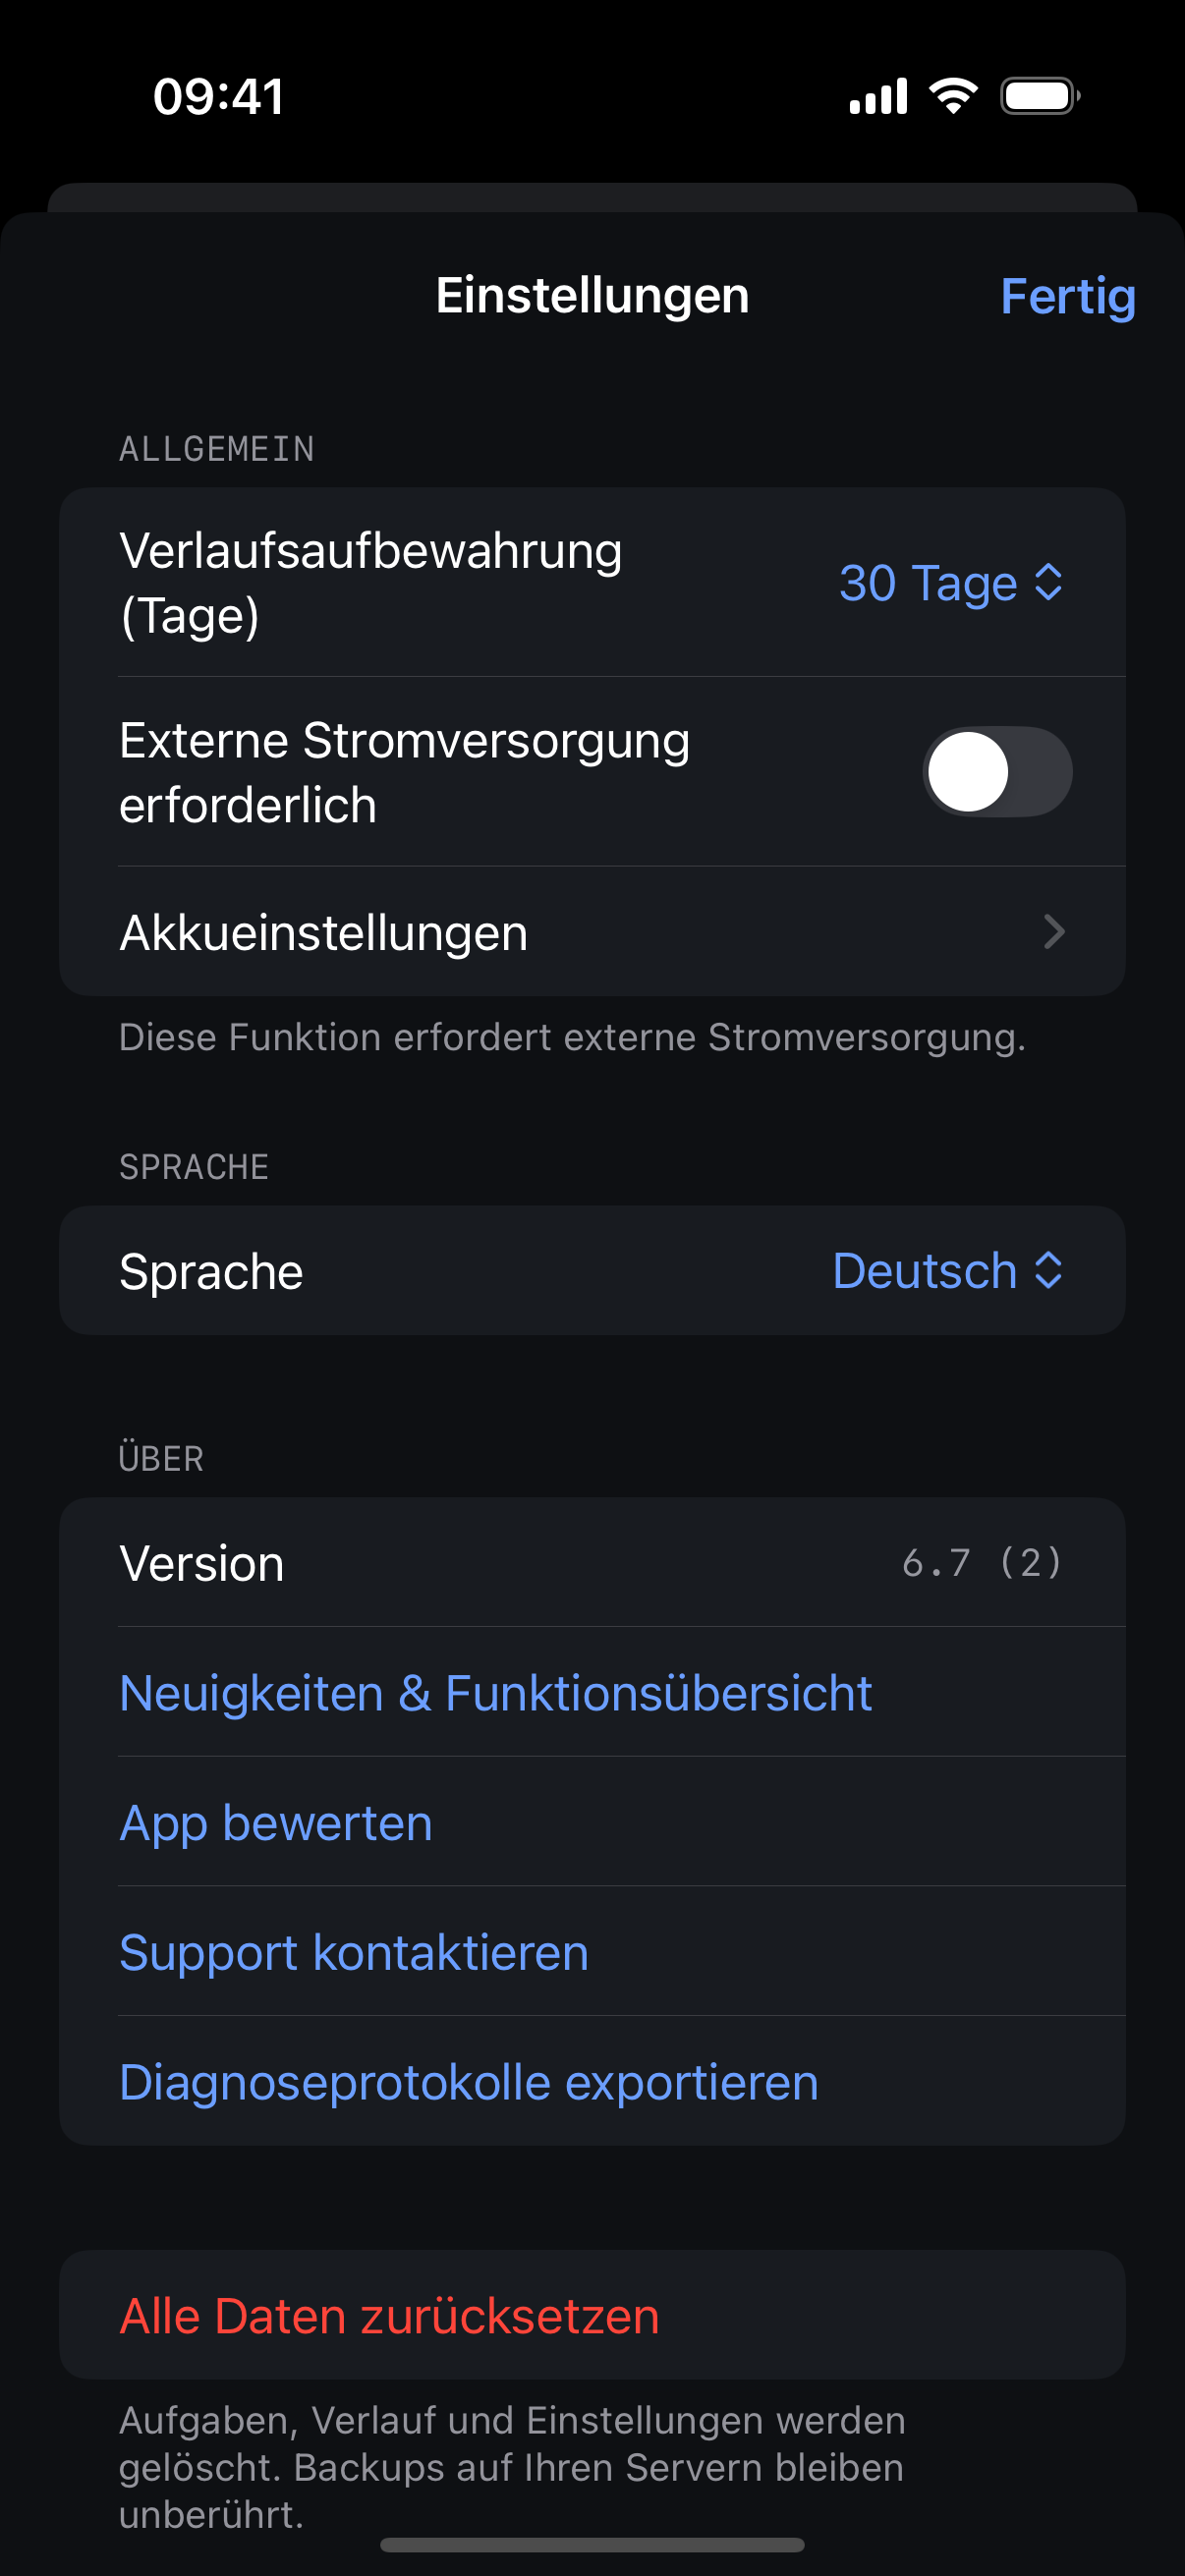 09:41
Einstellungen
Fertig
ALLGEMEIN
Verlaufsaufbewahrung
(Tage)
30 Tage
Externe Stromversorgung
erforderlich
Akkueinstellungen
Diese Funktion erfordert externe Stromversorgung.
SPRACHE
Sprache
Deutsch
ÜBER
Version
6.7 (2)
Neuigkeiten & Funktionsübersicht
App bewerten
Support kontaktieren
Diagnoseprotokolle exportieren
Alle Daten zurücksetzen
Aufgaben, Verlauf und Einstellungen werden
gelöscht. Backups auf Ihren Servern bleiben
unberührt.